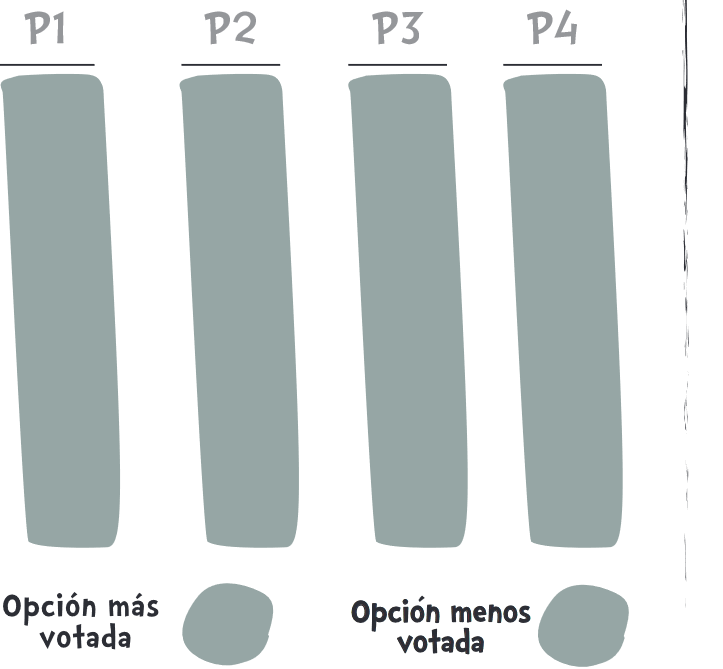 P1 P2 P3 P4
Opción más
votada
Opción menos
votada